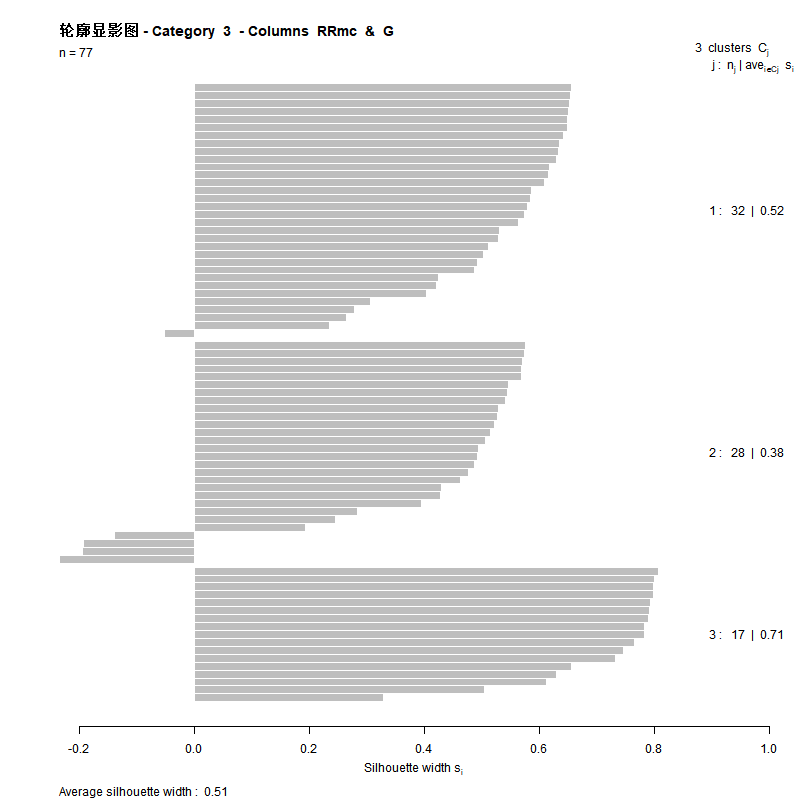 轮廓显影图 - Category 3 - Columns RRmc & G
n = 77
3 clusters Cj
j : nj | avei∈Cj si
1 : 32 | 0.52
2 : 28 | 0.38
3 : 17 | 0.71
-0.2 0.0 0.2 0.4 0.6 0.8 1.0
Silhouette width si
Average silhouette width : 0.51